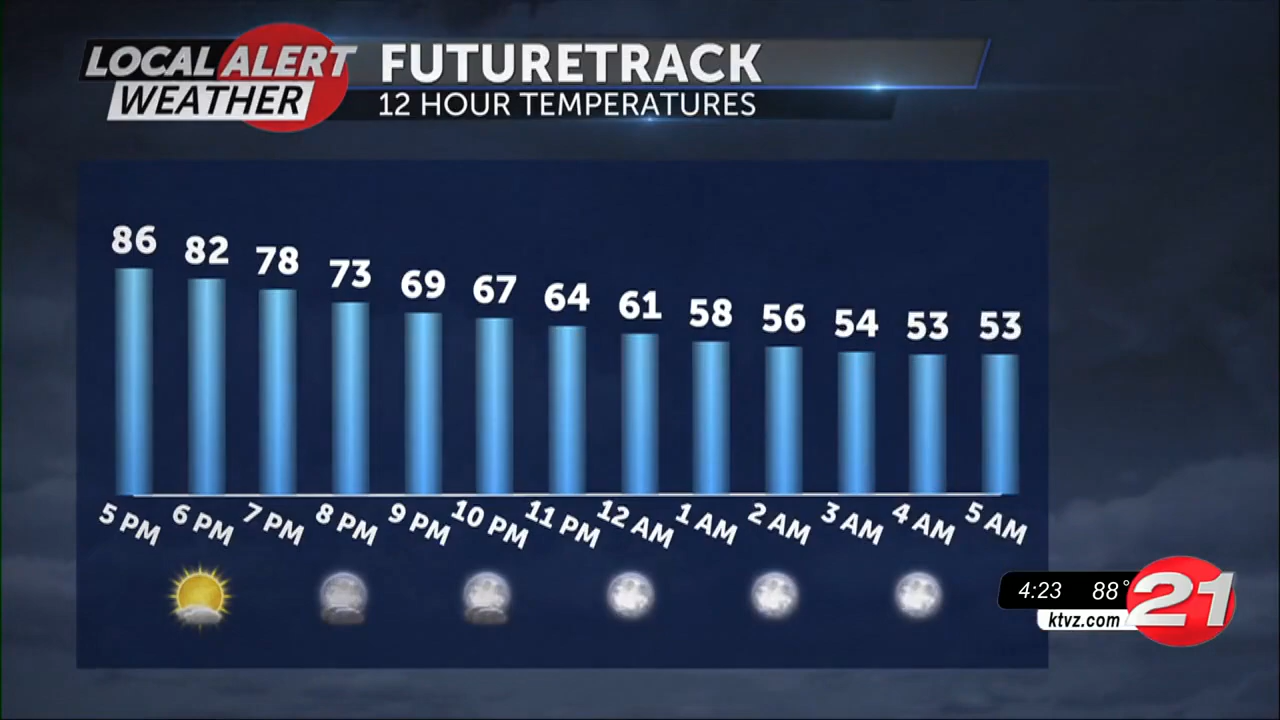 LOCAL ALERT
WEATHER
FUTURETRACK
12 HOUR TEMPERATURES
86 82 78 73 69 67 64 61 58 56 54 53 53
5 PM 6 PM 7 PM 8 PM 9 PM 10 PM 11 PM 12 AM 1 AM 2 AM 3 AM 4 AM 5 AM
4:23 88° 21
ktvz.com